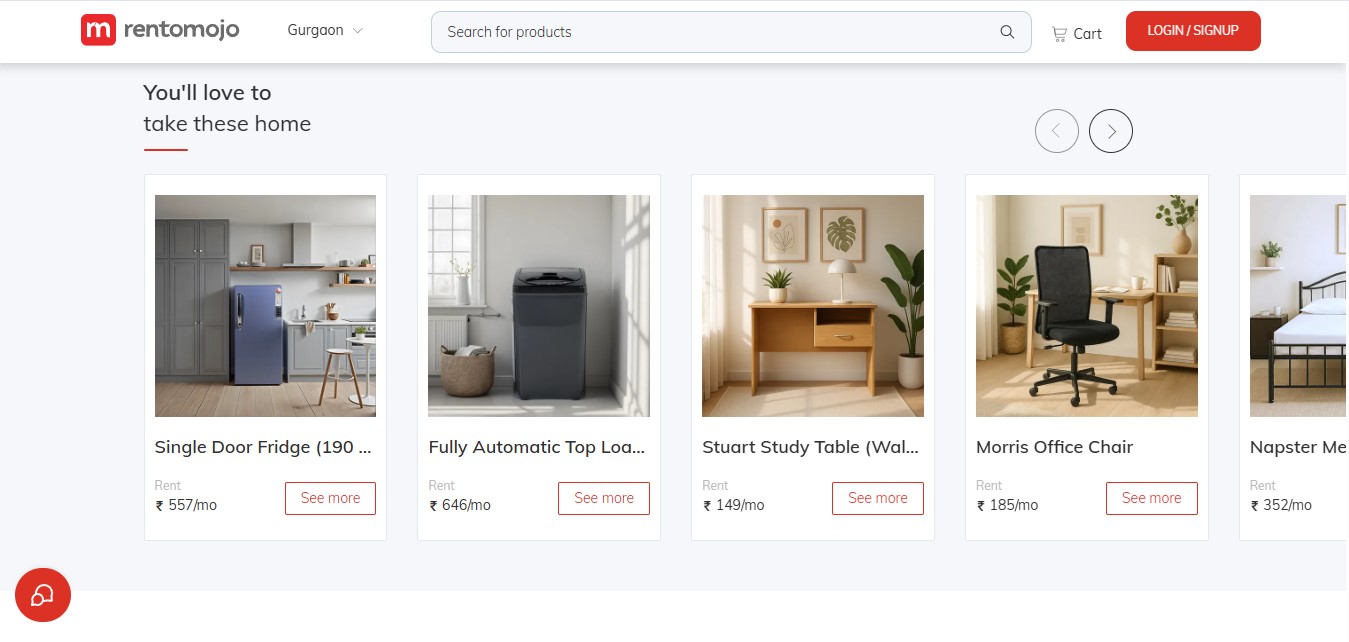 m rentomojo
Gurgaon
Search for products
Cart
LOGIN / SIGNUP
You'll love to
take these home
Single Door Fridge (190 ...
Rent
₹ 557/mo
See more
Fully Automatic Top Loa...
Rent
₹ 646/mo
See more
Stuart Study Table (Wal...
Rent
₹ 149/mo
See more
Morris Office Chair
Rent
₹ 185/mo
See more
Napster Me
Rent
₹ 352/mo